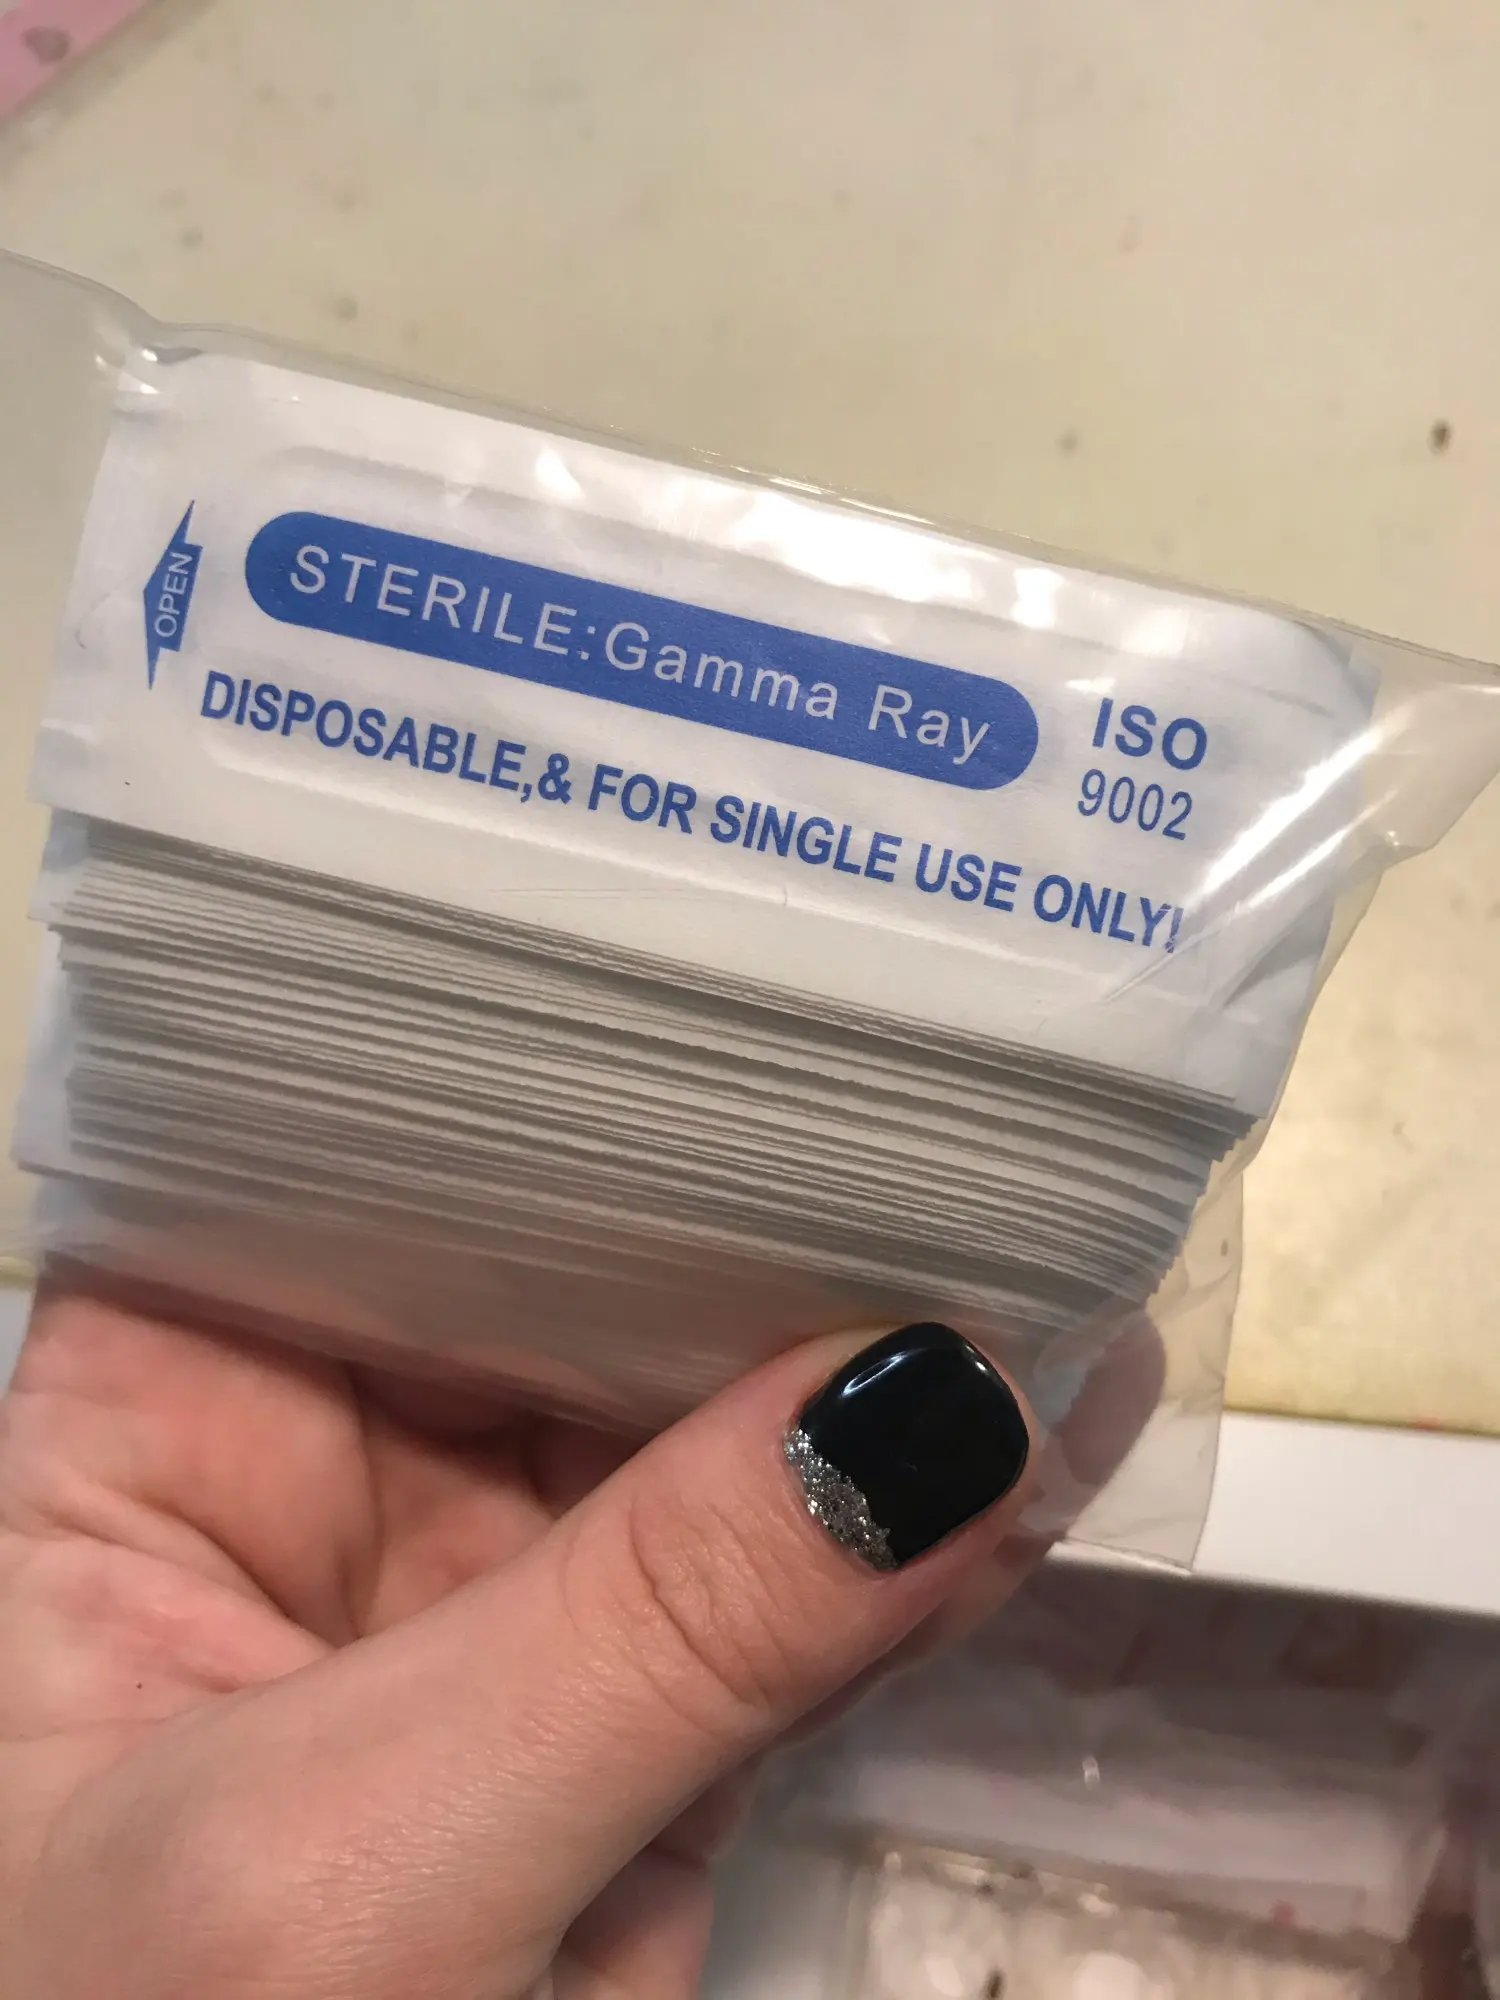 OPEN
STERILE:Gamma Ray
ISO
9002
DISPOSABLE,& FOR SINGLE USE ONLY!